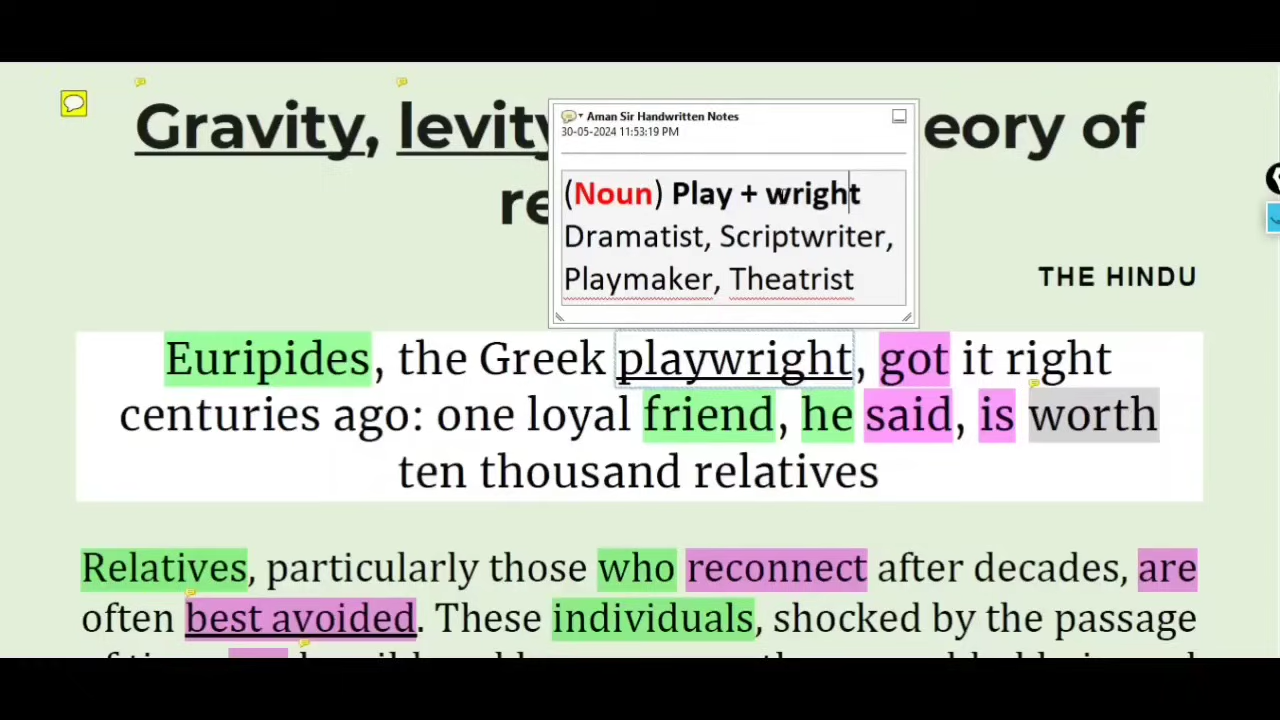 Gravity, levity
eory of
re
Aman Sir Handwritten Notes
30-05-2024 11:53:19 PM
(Noun) Play + wright
Dramatist, Scriptwriter,
Playmaker, Theatrist
THE HINDU
Euripides, the Greek playwright, got it right
centuries ago: one loyal friend, he said, is worth
ten thousand relatives
Relatives, particularly those who reconnect after decades, are
often best avoided. These individuals, shocked by the passage